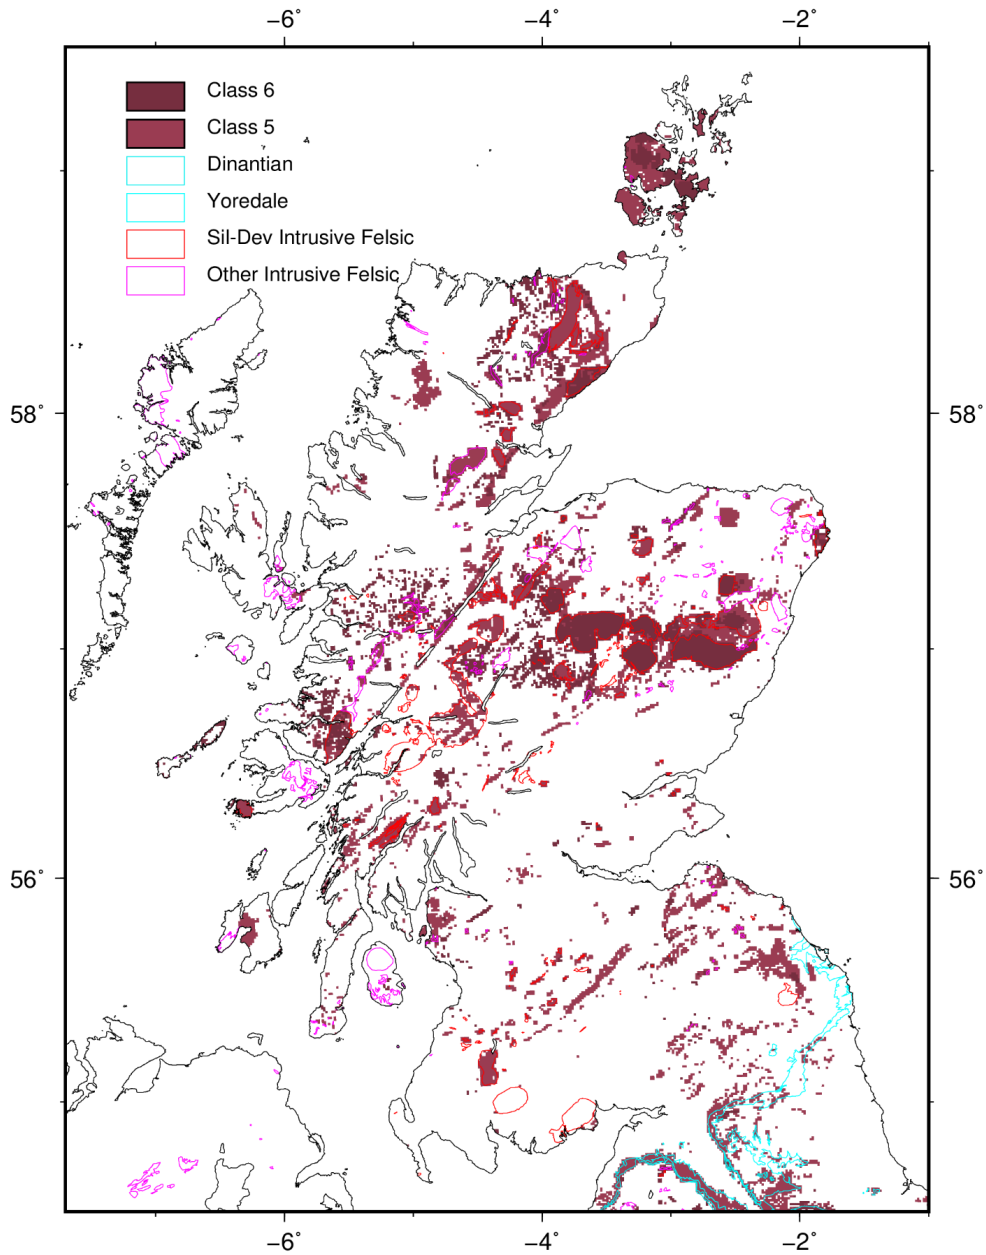 −6˚ −4˚ −2˚
Class 6
Class 5
Dinantian
Yoredale
Sil-Dev Intrusive Felsic
Other Intrusive Felsic
58˚ 58˚
56˚ 56˚
−6˚ −4˚ −2˚